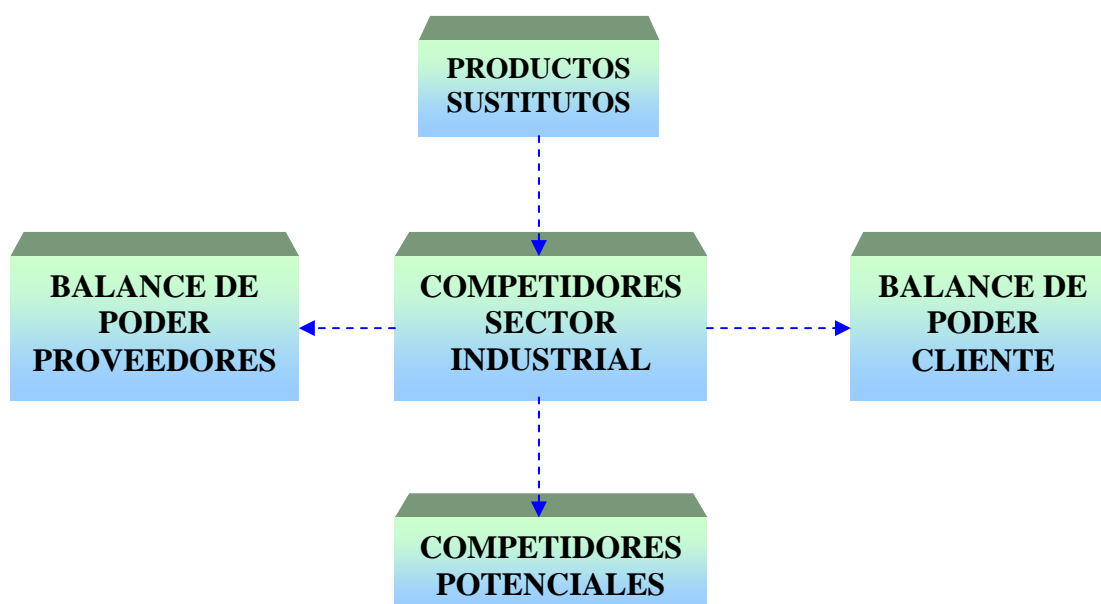 PRODUCTOS
SUSTITUTOS
BALANCE DE
PODER
PROVEEDORES
COMPETIDORES
SECTOR
INDUSTRIAL
BALANCE DE
PODER
CLIENTE
COMPETIDORES
POTENCIALES